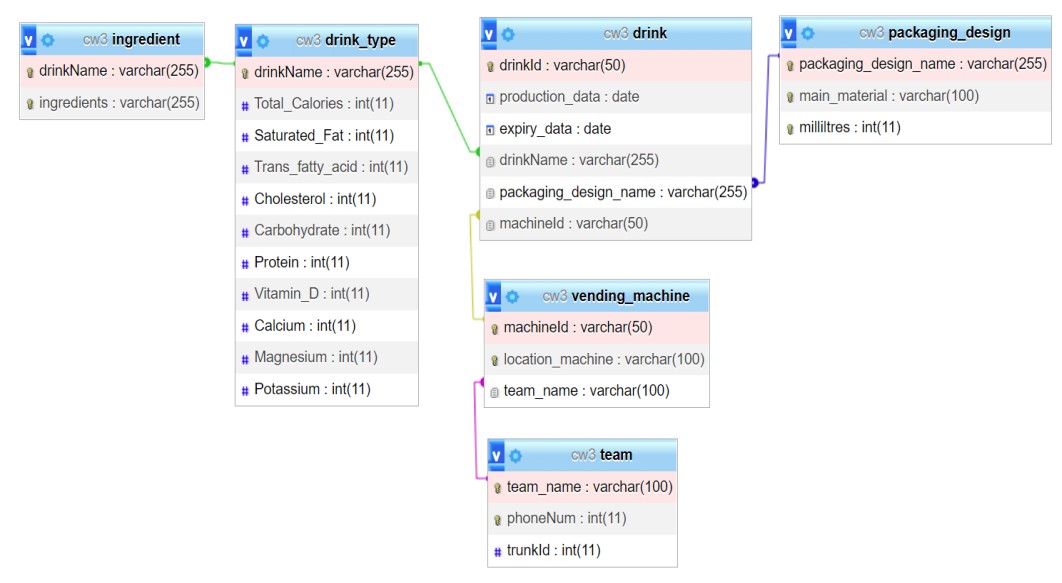 cw3 ingredient
drinkName : varchar(255)
ingredients : varchar(255)
cw3 drink_type
drinkName : varchar(255)
Total_Calories : int(11)
Saturated_Fat : int(11)
Trans_fatty_acid : int(11)
Cholesterol : int(11)
Carbohydrate : int(11)
Protein : int(11)
Vitamin_D : int(11)
Calcium : int(11)
Magnesium : int(11)
Potassium : int(11)
cw3 drink
drinkId : varchar(50)
production_data : date
expiry_data : date
drinkName : varchar(255)
packaging_design_name : varchar(255)
machineId : varchar(50)
cw3 packaging_design
packaging_design_name : varchar(255)
main_material : varchar(100)
milliltres : int(11)
cw3 vending_machine
machineId : varchar(50)
location_machine : varchar(100)
team_name : varchar(100)
cw3 team
team_name : varchar(100)
phoneNum : int(11)
trunkId : int(11)